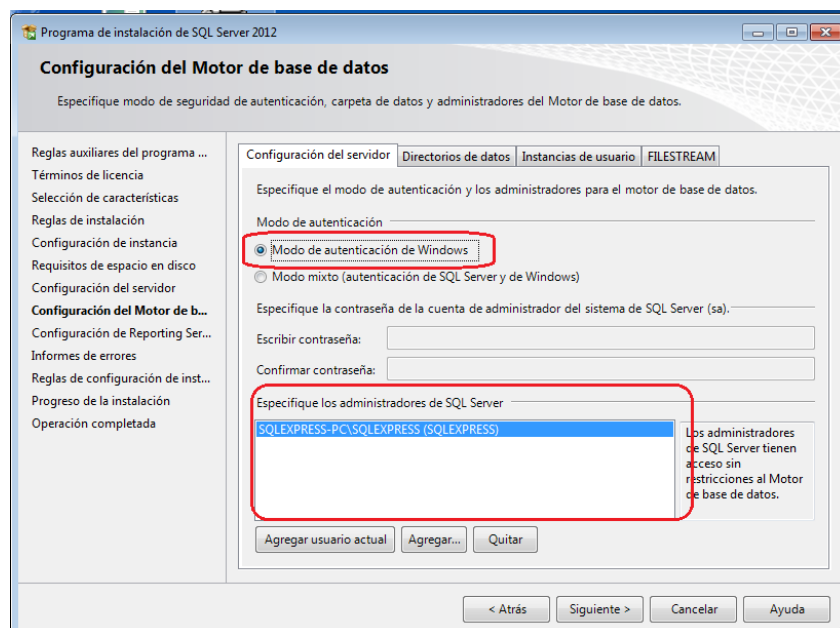 Programa de instalación de SQL Server 2012
Configuración del Motor de base de datos
Especifique modo de seguridad de autenticación, carpeta de datos y administradores del Motor de base de datos.
Reglas auxiliares del programa ...
Términos de licencia
Selección de características
Reglas de instalación
Configuración de instancia
Requisitos de espacio en disco
Configuración del servidor
Configuración del Motor de b...
Configuración de Reporting Ser...
Informes de errores
Reglas de configuración de inst...
Progreso de la instalación
Operación completada
Configuración del servidor
Directorios de datos
Instancias de usuario
FILESTREAM
Especifique el modo de autenticación y los administradores para el motor de base de datos.
Modo de autenticación
Modo de autenticación de Windows
Modo mixto (autenticación de SQL Server y de Windows)
Especifique la contraseña de la cuenta de administrador del sistema de SQL Server (sa).
Escribir contraseña:
Confirmar contraseña:
Especifique los administradores de SQL Server
SQLEXPRESS-PC\SQLEXPRESS (SQLEXPRESS)
Los administradores
de SQL Server tienen
acceso sin
restricciones al Motor
de base de datos.
Agregar usuario actual
Agregar...
Quitar
< Atrás
Siguiente >
Cancelar
Ayuda